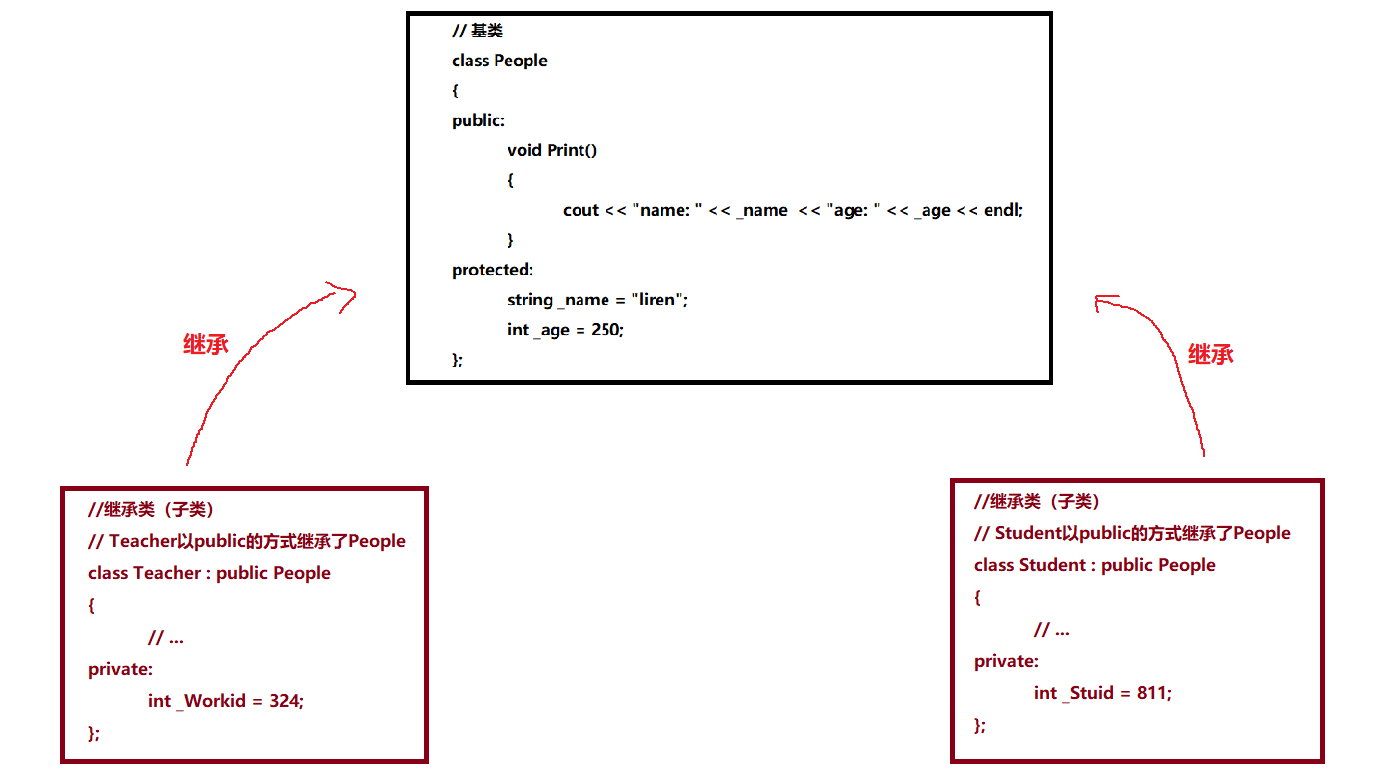 // 基类
class People
{
public:
void Print()
{
cout << "name: " << _name  << "age: " << _age << endl;
}
protected:
string _name = "liren";
int _age = 250;
};
继承
继承
//继承类（子类）
// Teacher以public的方式继承了People
class Teacher : public People
{
// ...
private:
int _Workid = 324;
};
//继承类（子类）
// Student以public的方式继承了People
class Student : public People
{
// ...
private:
int _Stuid = 811;
};